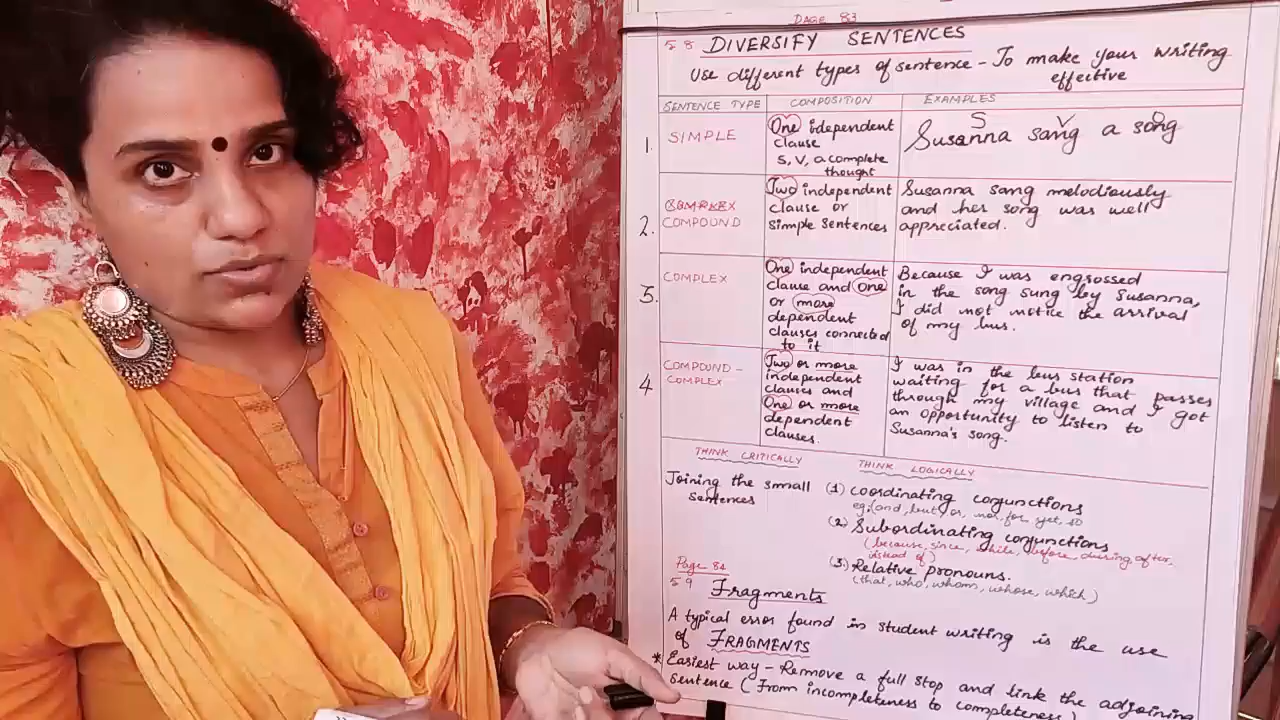 PAGE 83
5 8 DIVERSIFY SENTENCES
Use different types of sentence - To make your writing
effective
SENTENCE TYPE COMPOSITION EXAMPLES
S V O
1. SIMPLE
One idependent
clause
S, V, a complete
thought
Susanna sang a song
2.
COMPLEX
COMPOUND
Two independent
clause or
simple sentences
Susanna sang melodiously
and her song was well
appreciated.
3. COMPLEX
One independent
clause and one
or more
dependent
clauses connected
to it
Because I was engrossed
in the song sung by Susanna,
I did not notice the arrival
of my bus.
4
COMPOUND -
COMPLEX
Two or more
independent
clauses and
One or more
dependent
clauses.
I was in the bus station
waiting for a bus that passes
through my village and I got
an opportunity to listen to
Susanna's song.
THINK CRITICALLY THINK LOGICALLY
Joining the small
sentences
(1) Coordinating conjunctions
eg: and, but, or, nor, for, yet, so
(2) Subordinating conjunctions
(because, since, while, before, during, after,
instead of)
(3) Relative pronouns.
(that, who, whom, whose, which)
Page 84
5 9 Fragments
A typical error found in student writing is the use
of FRAGMENTS
* Easiest way - Remove a full stop and link the adjoining
sentence (From incompleteness to completeness